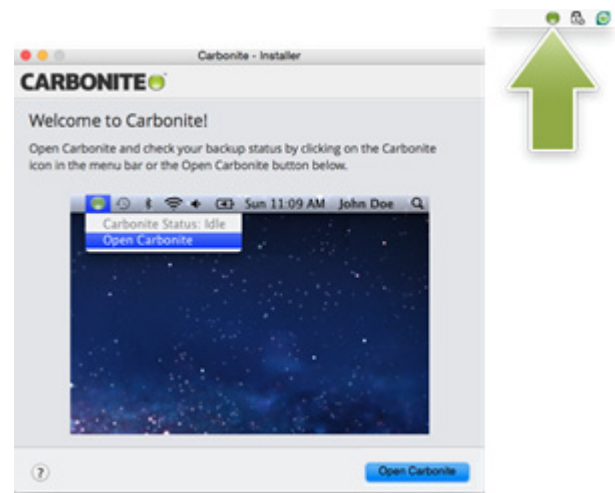 Carbonite - Installer
CARBONITE
Welcome to Carbonite!
Open Carbonite and check your backup status by clicking on the Carbonite
icon in the menu bar or the Open Carbonite button below.
Sun 11:09 AM John Doe
Carbonite Status: Idle
Open Carbonite
?
Open Carbonite